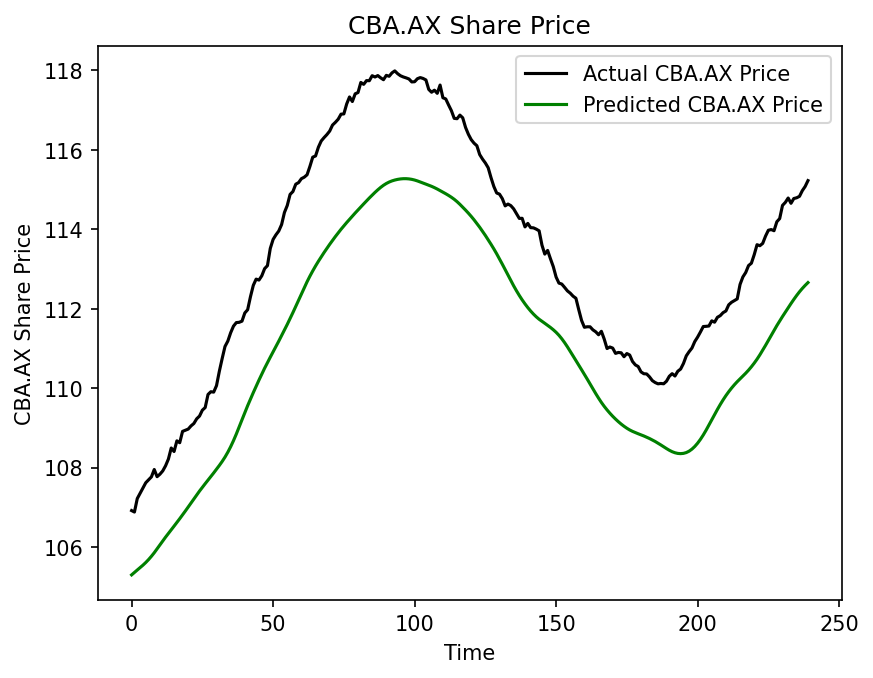 CBA.AX Share Price
Actual CBA.AX Price
Predicted CBA.AX Price
CBA.AX Share Price
118
116
114
112
110
108
106
0
50
100
150
200
250
Time